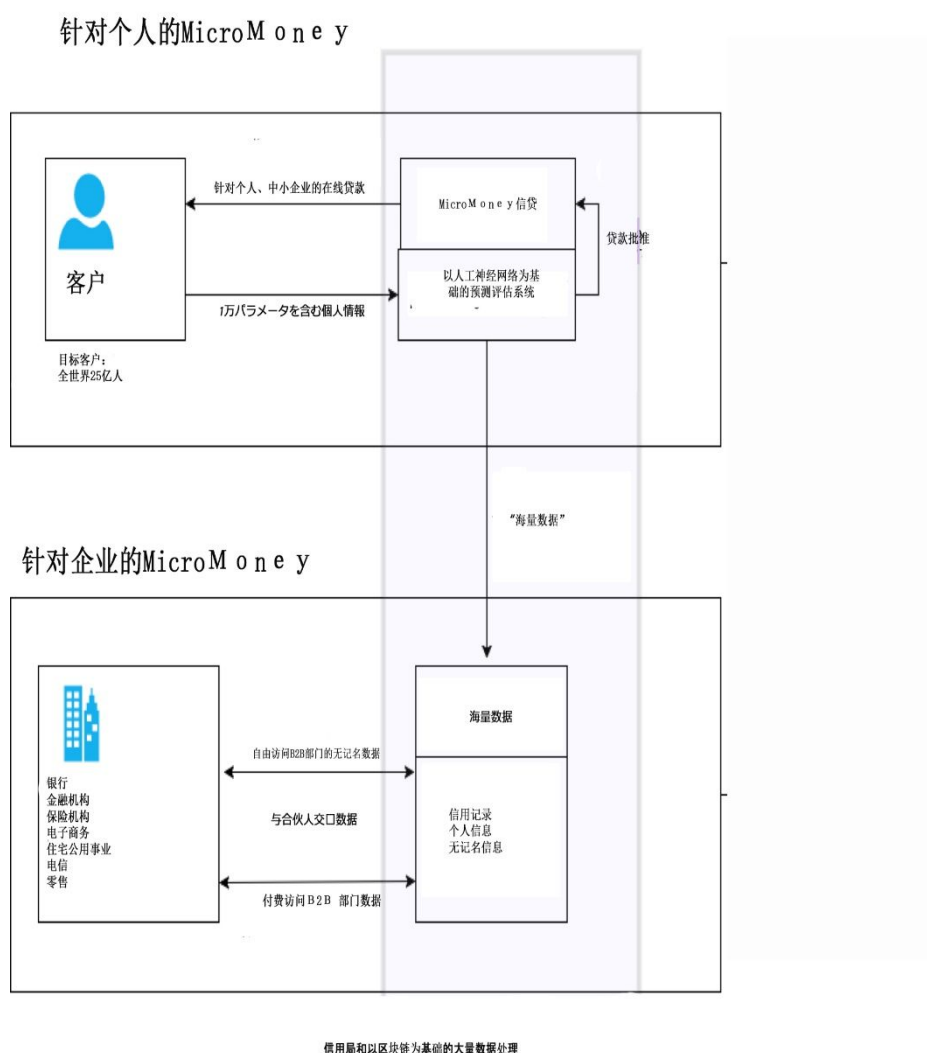 针对个人的MicroMoney
针对个人、中小企业的在线贷款
MicroMoney信贷
贷款批准
客户
以人工神经网络为基
础的预测评估系统
1万パラメータを含む個人情報
目标客户：
全世界25亿人
“海量数据”
针对企业的MicroMoney
海量数据
自由访问B2B部门的无记名数据
银行
金融机构
保险机构
电子商务
住宅公用事业
电信
零售
与合伙人交口数据
信用记录
个人信息
无记名信息
付费访问B2B 部门数据
信用局和以区块链为基础的大量数据处理